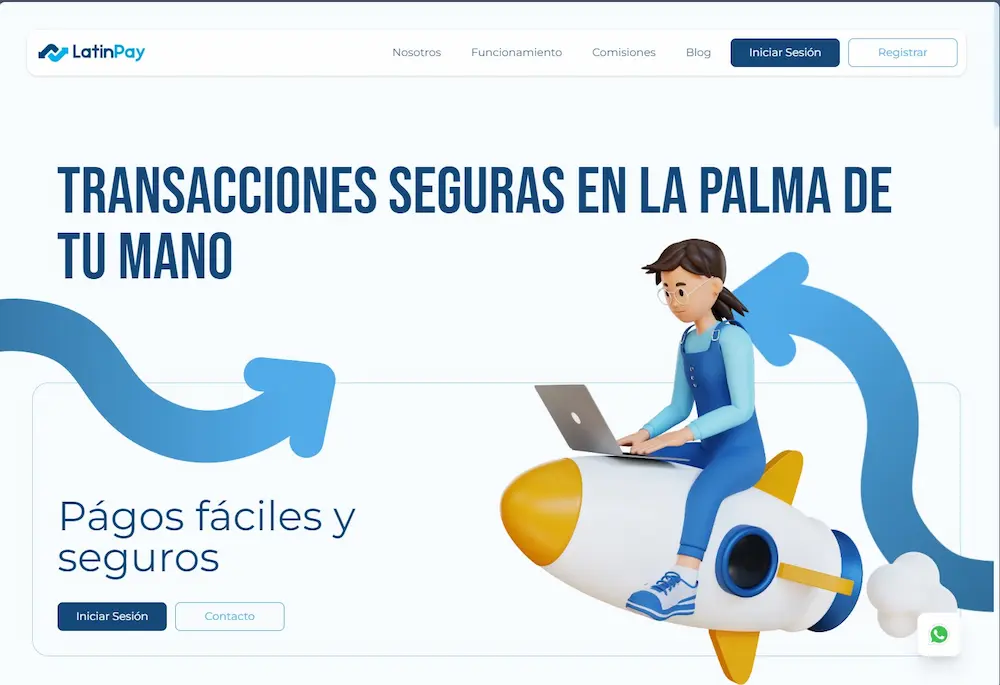 LatinPay
Nosotros
Funcionamiento
Comisiones
Blog
Iniciar Sesión
Registrar
TRANSACCIONES SEGURAS EN LA PALMA DE
TU MANO
Págos fáciles y
seguros
Iniciar Sesión
Contacto